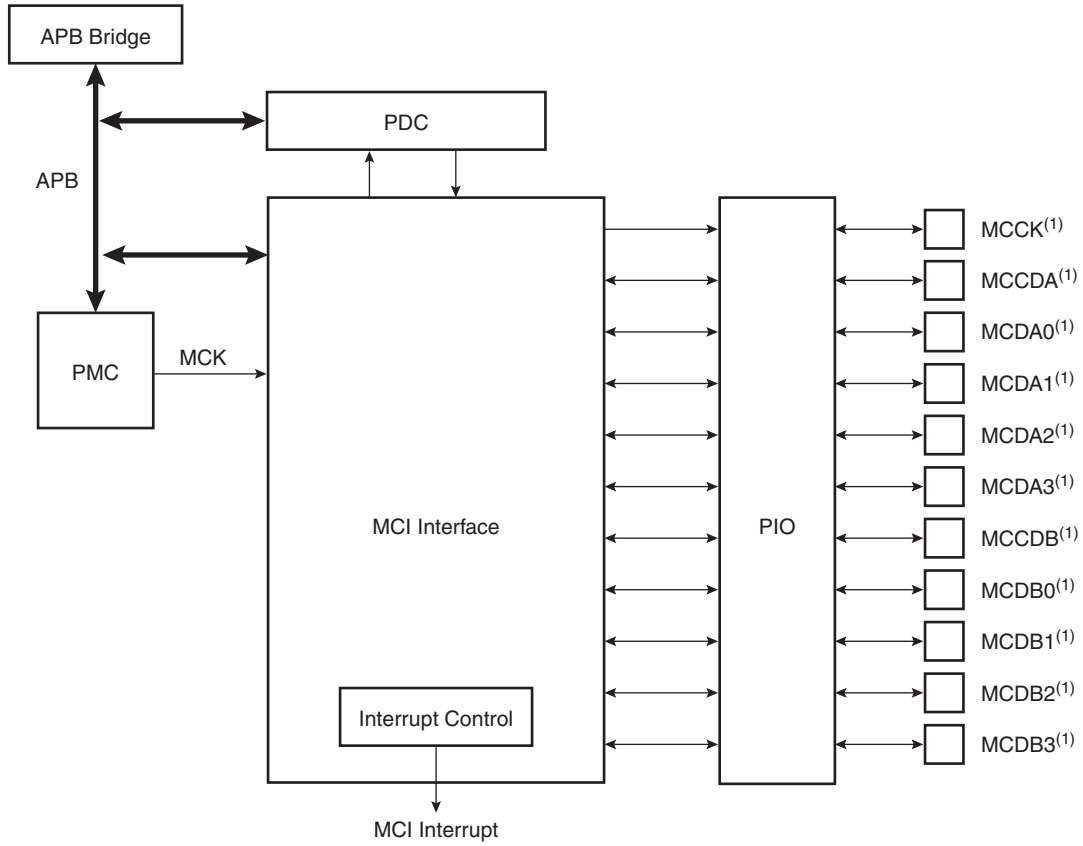 APB Bridge
PDC
APB
MCCK(1)
MCCDA(1)
MCDA0(1)
PMC
MCK
MCDA1(1)
MCDA2(1)
MCDA3(1)
MCI Interface
PIO
MCCDB(1)
MCDB0(1)
MCDB1(1)
MCDB2(1)
Interrupt Control
MCDB3(1)
MCI Interrupt